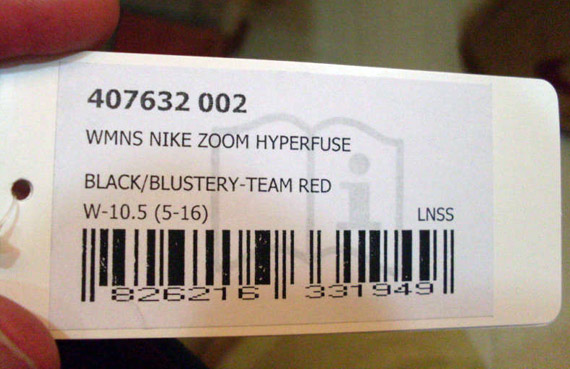 407632 002
WMNS NIKE ZOOM HYPERFUSE
BLACK/BLUSTERY-TEAM RED
W-10.5 (5-16) LNSS
826216 331949